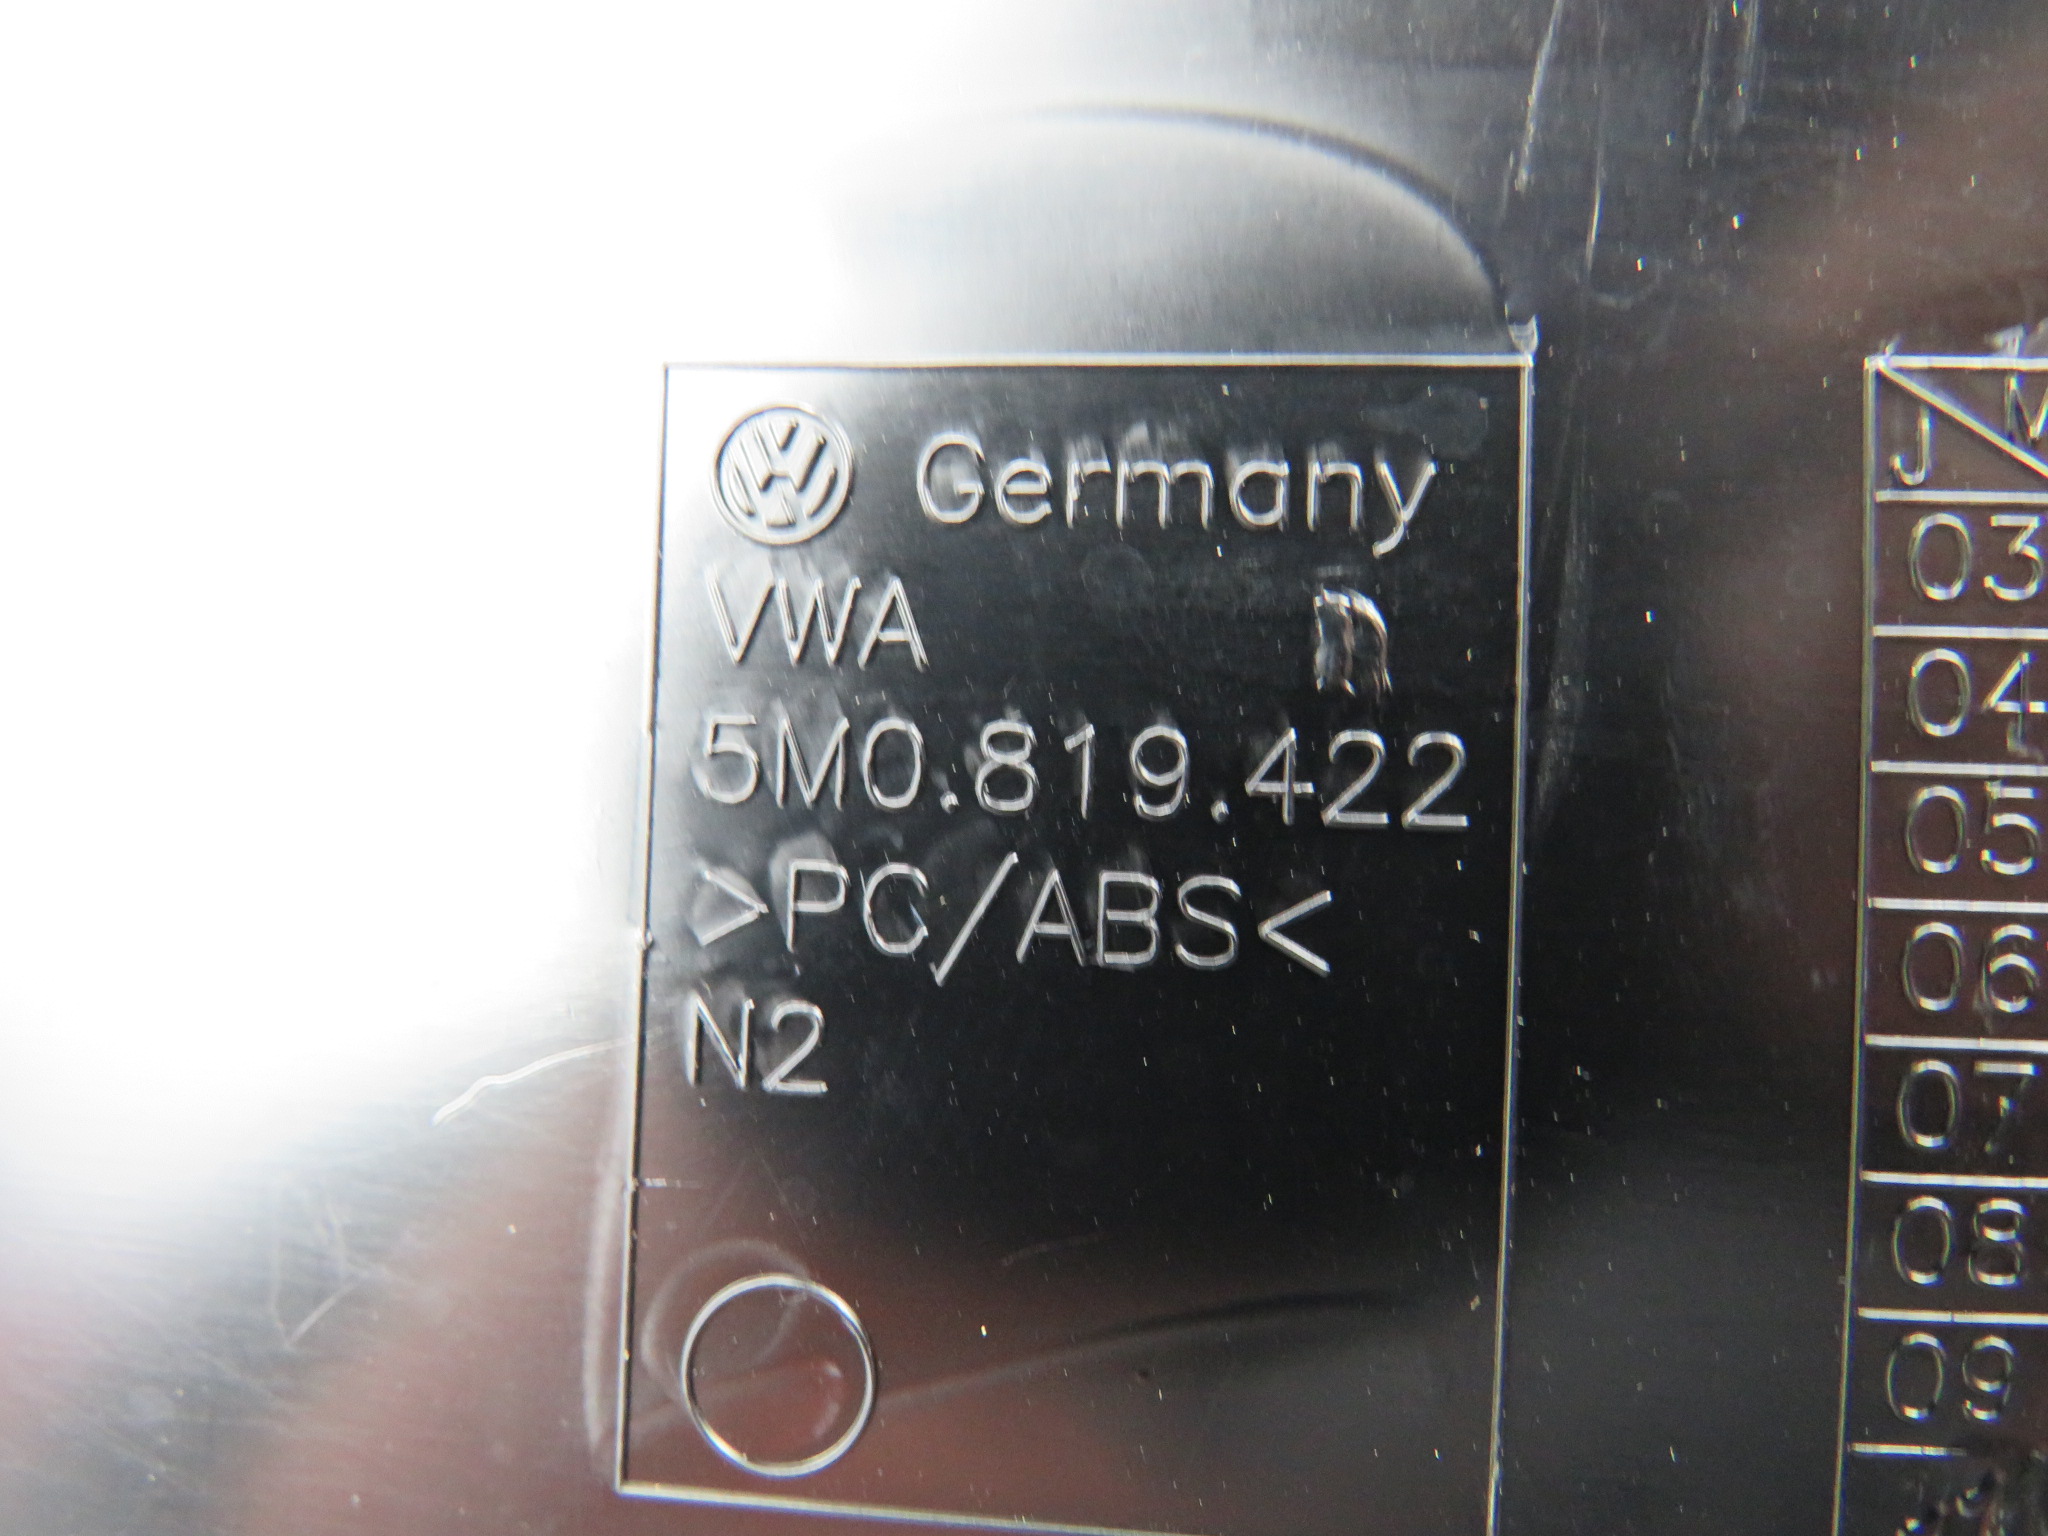 Germany
VWA
5M0.819.422
>PC/ABS<
N2
J M
03
04
05
06
07
08
09